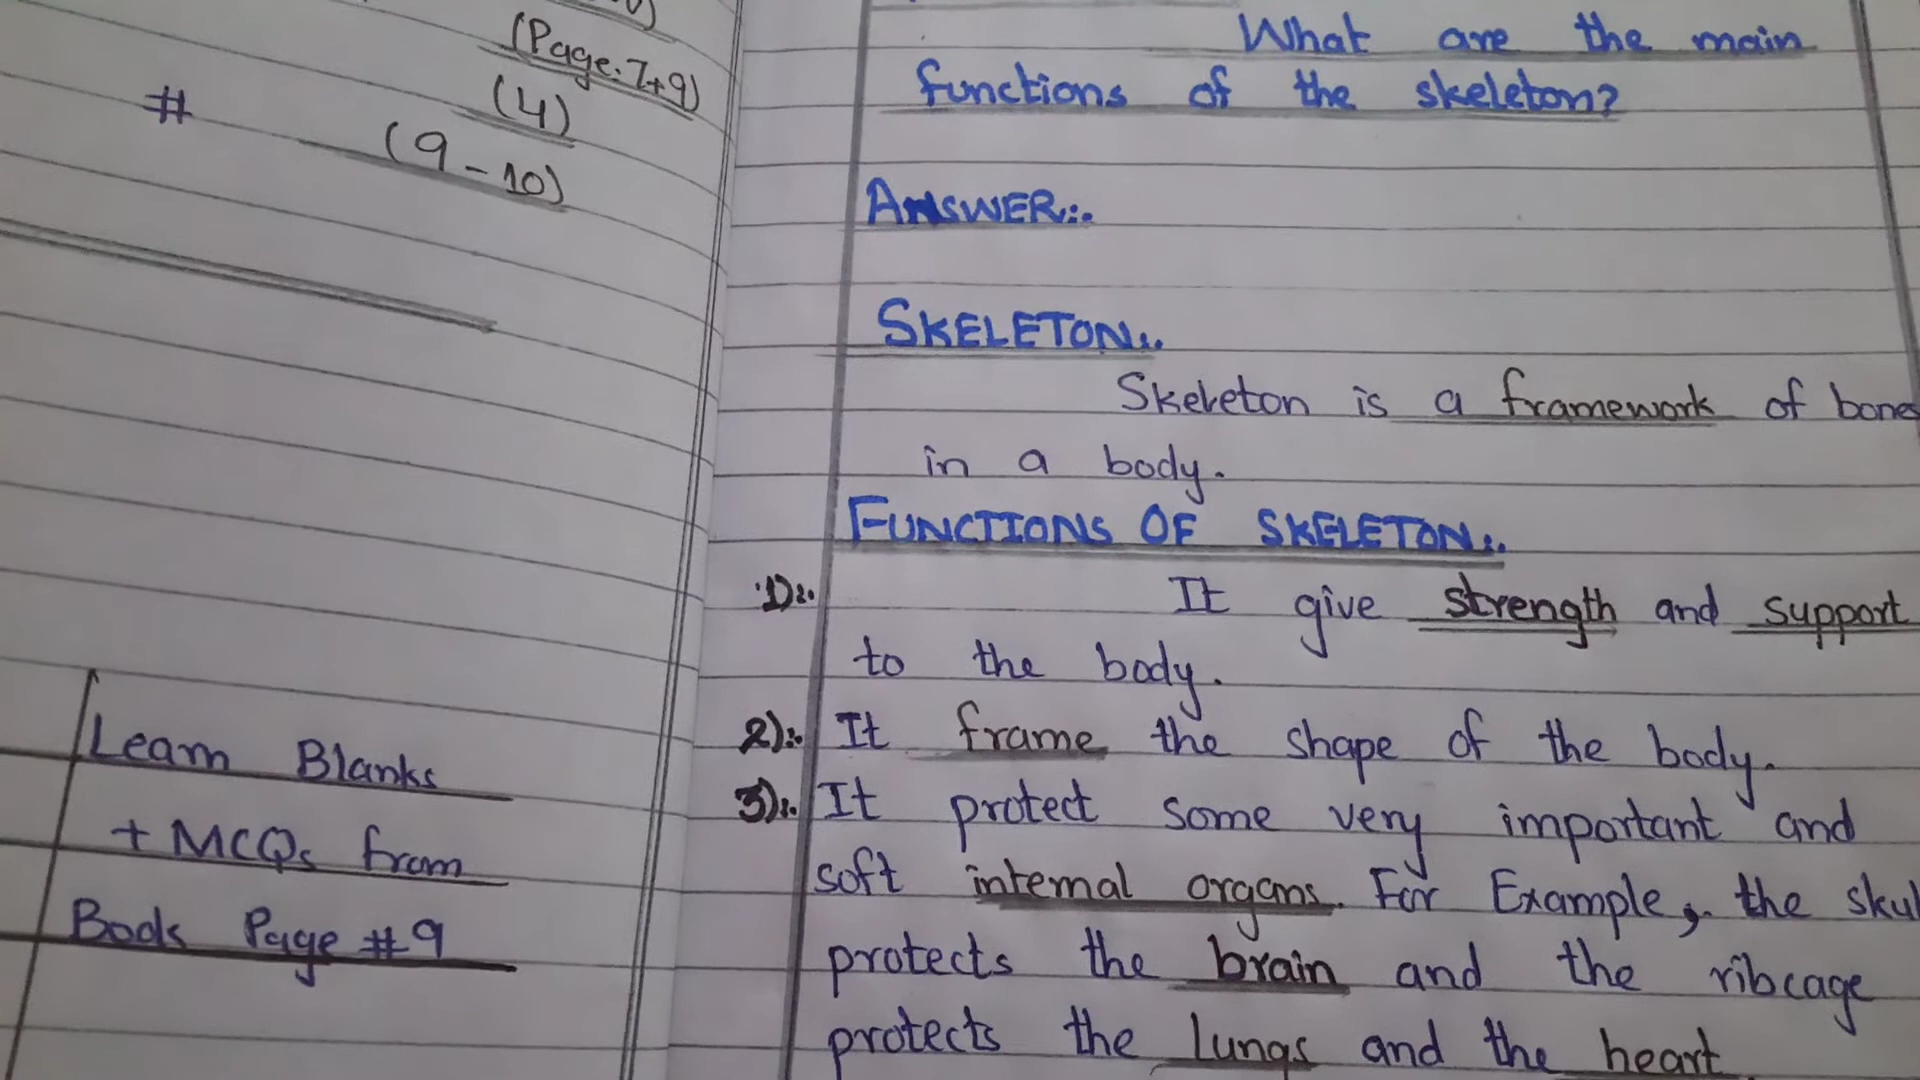 (Page: 7+9)
(4)
# (9-10)
Learn Blanks
+ MCQs from
Book Page #9
What are the main
functions of the skeleton?
ANSWER:.
SKELETON:.
Skeleton is a framework of bones
in a body.
FUNCTIONS OF SKELETON:.
1):. It give strength and support
to the body.
2):. It frame the shape of the body.
3):. It protect some very important and
soft internal organs. For Example, the skul
protects the brain and the ribcage
protects the lungs and the heart